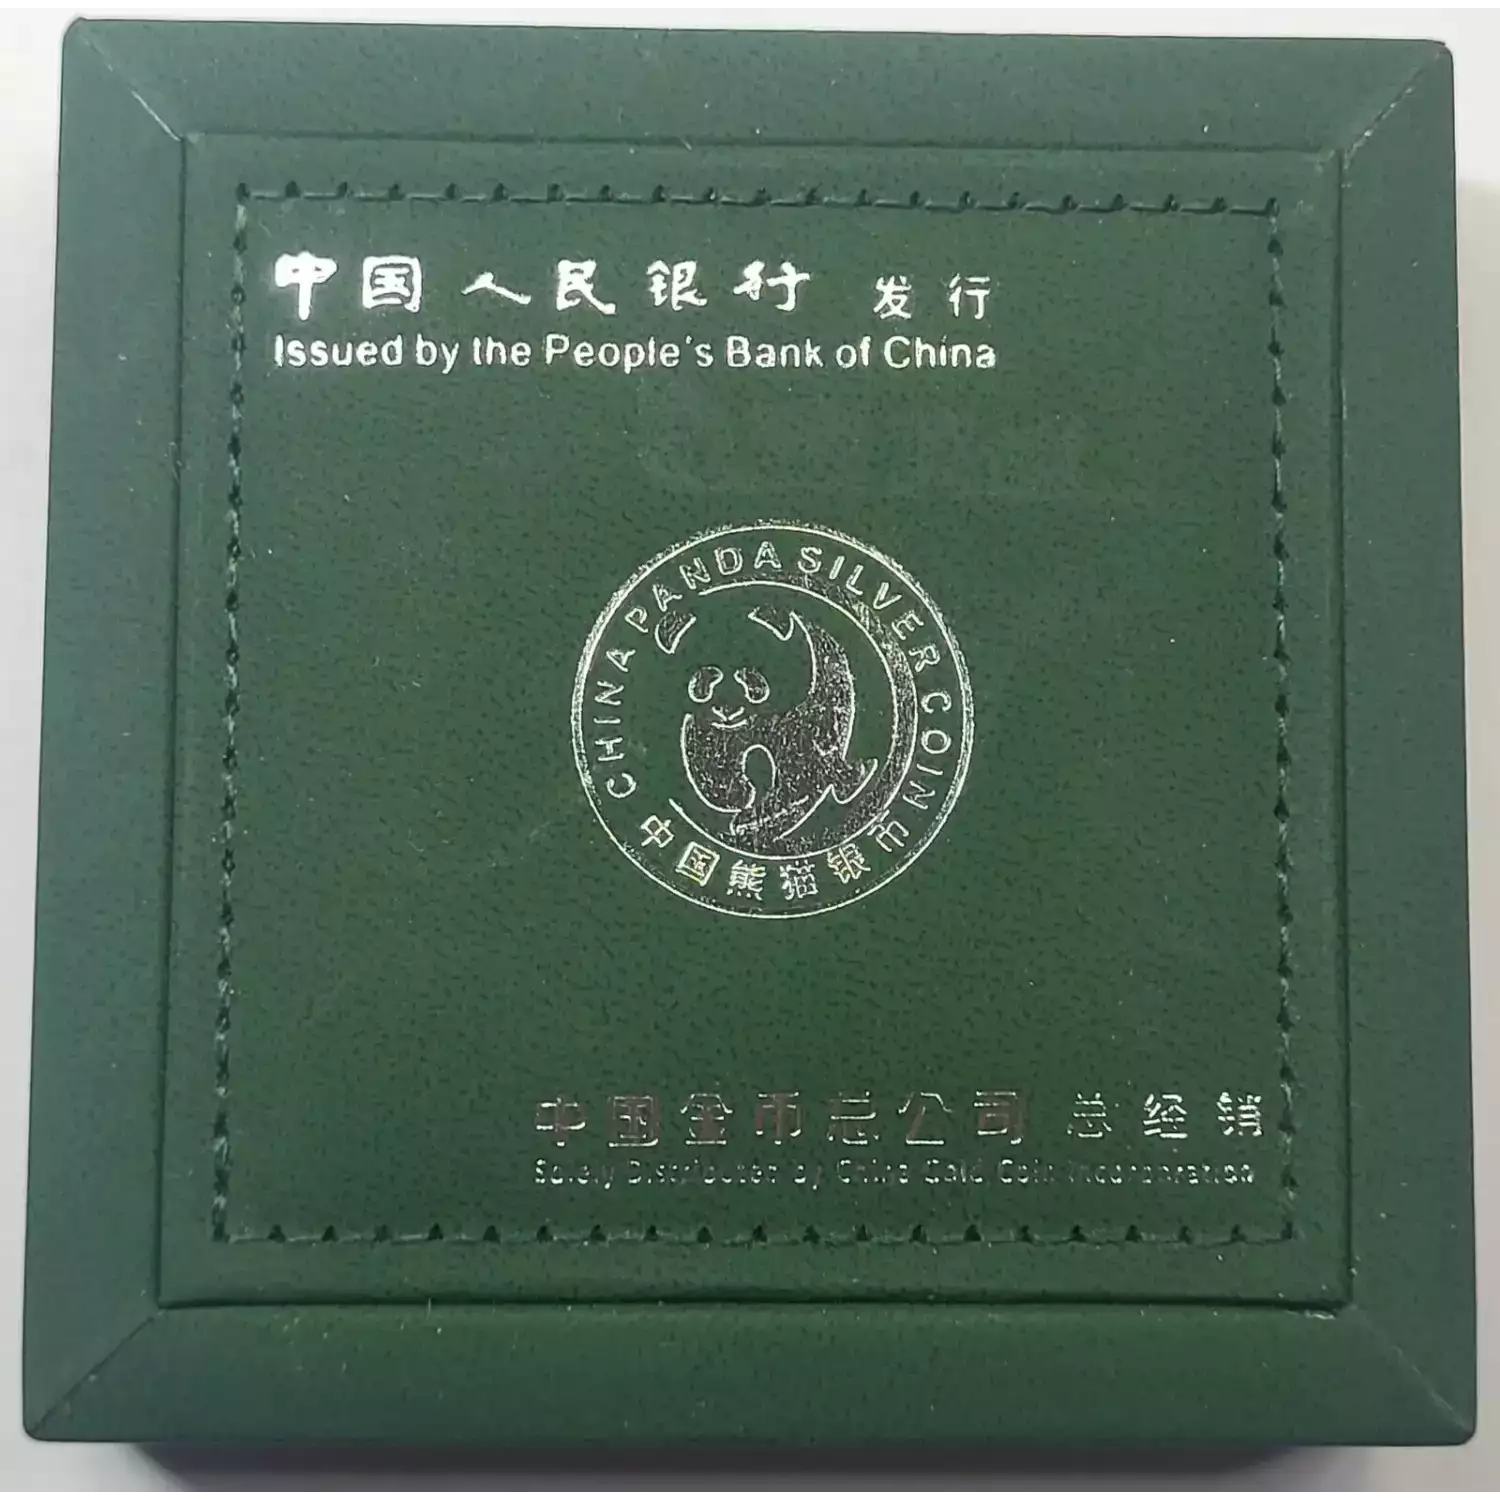 中国人民银行 发行
Issued by the People's Bank of China
CHINA PANDA SILVER COIN
中国熊猫银币
中国金币总公司 总经销
Solely Distributed by China Gold Coin Incorporation